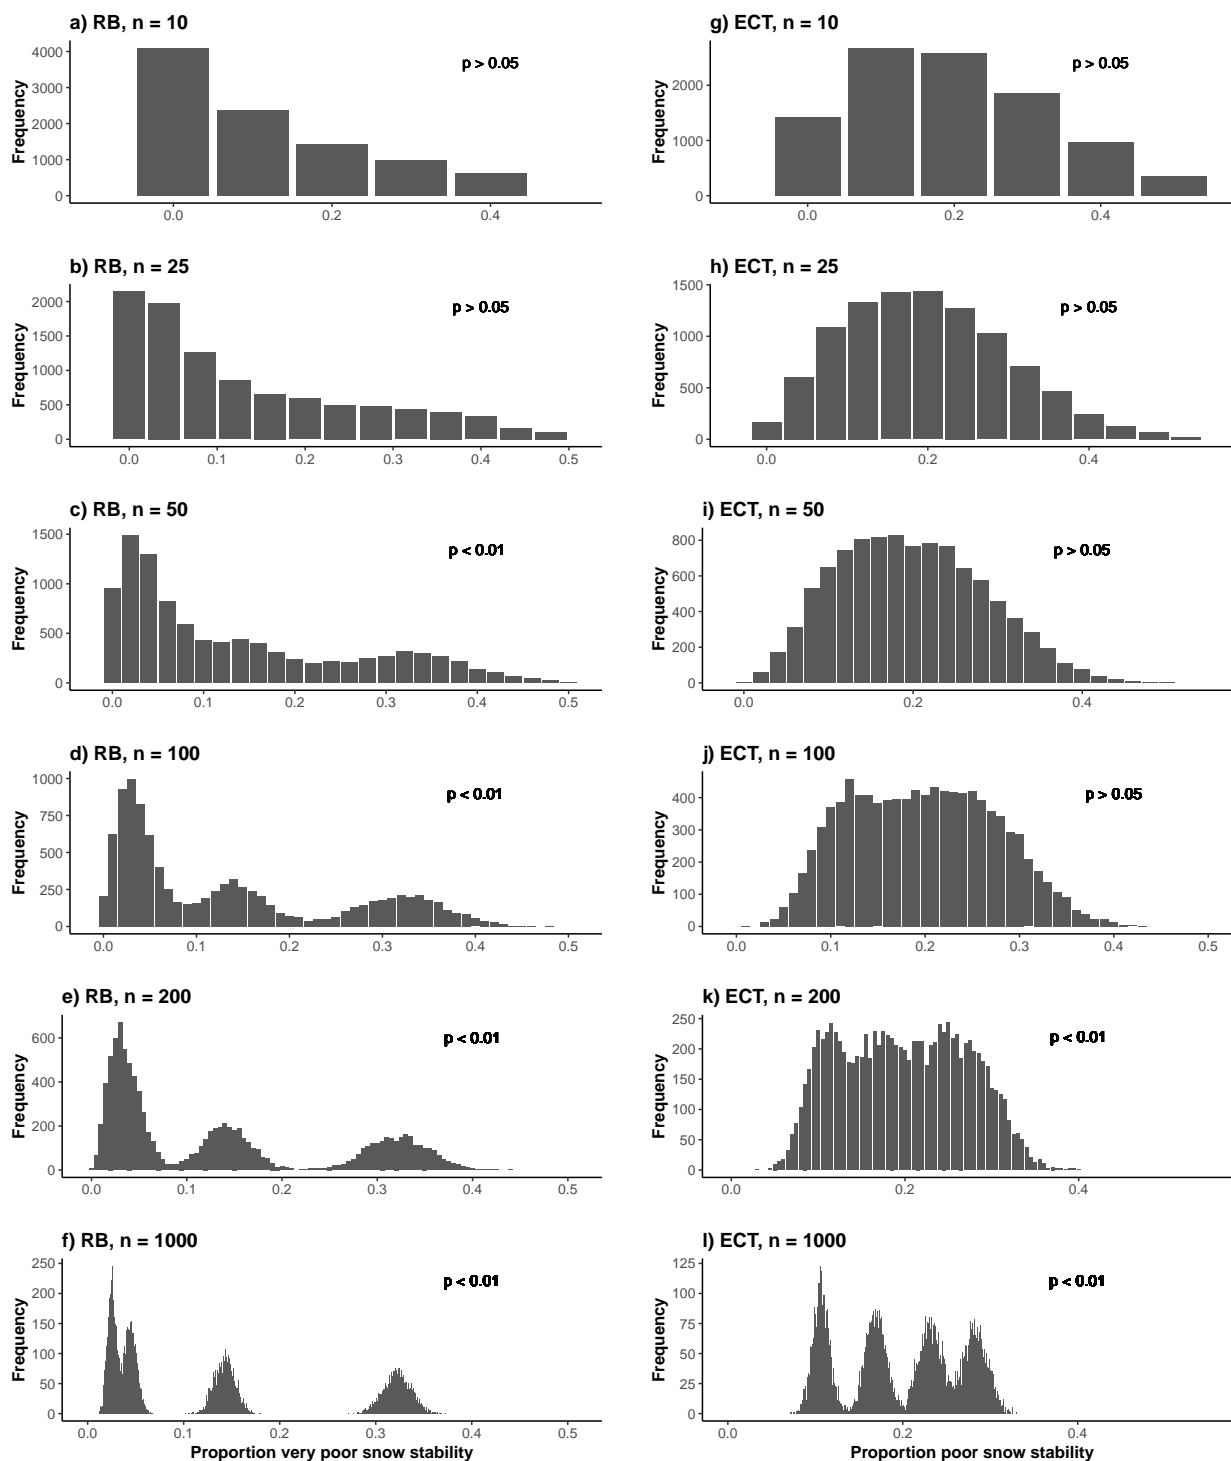 a) RB, n = 10
p > 0.05
Frequency
4000
3000
2000
1000
0
0.0 0.2 0.4
g) ECT, n = 10
p > 0.05
Frequency
2000
1000
0
0.0 0.2 0.4
b) RB, n = 25
p > 0.05
Frequency
2000
1500
1000
500
0
0.0 0.1 0.2 0.3 0.4 0.5
h) ECT, n = 25
p > 0.05
Frequency
1500
1000
500
0
0.0 0.2 0.4
c) RB, n = 50
p < 0.01
Frequency
1500
1000
500
0
0.0 0.1 0.2 0.3 0.4 0.5
i) ECT, n = 50
p > 0.05
Frequency
800
600
400
200
0
0.0 0.2 0.4
d) RB, n = 100
p < 0.01
Frequency
1000
750
500
250
0
0.0 0.1 0.2 0.3 0.4 0.5
j) ECT, n = 100
p > 0.05
Frequency
400
300
200
100
0
0.0 0.1 0.2 0.3 0.4 0.5
e) RB, n = 200
p < 0.01
Frequency
600
400
200
0
0.0 0.1 0.2 0.3 0.4 0.5
k) ECT, n = 200
p < 0.01
Frequency
250
200
150
100
50
0
0.0 0.2 0.4
f) RB, n = 1000
p < 0.01
Frequency
250
200
150
100
50
0
0.0 0.1 0.2 0.3 0.4 0.5
Proportion very poor snow stability
l) ECT, n = 1000
p < 0.01
Frequency
125
100
75
50
25
0
0.0 0.2 0.4
Proportion poor snow stability